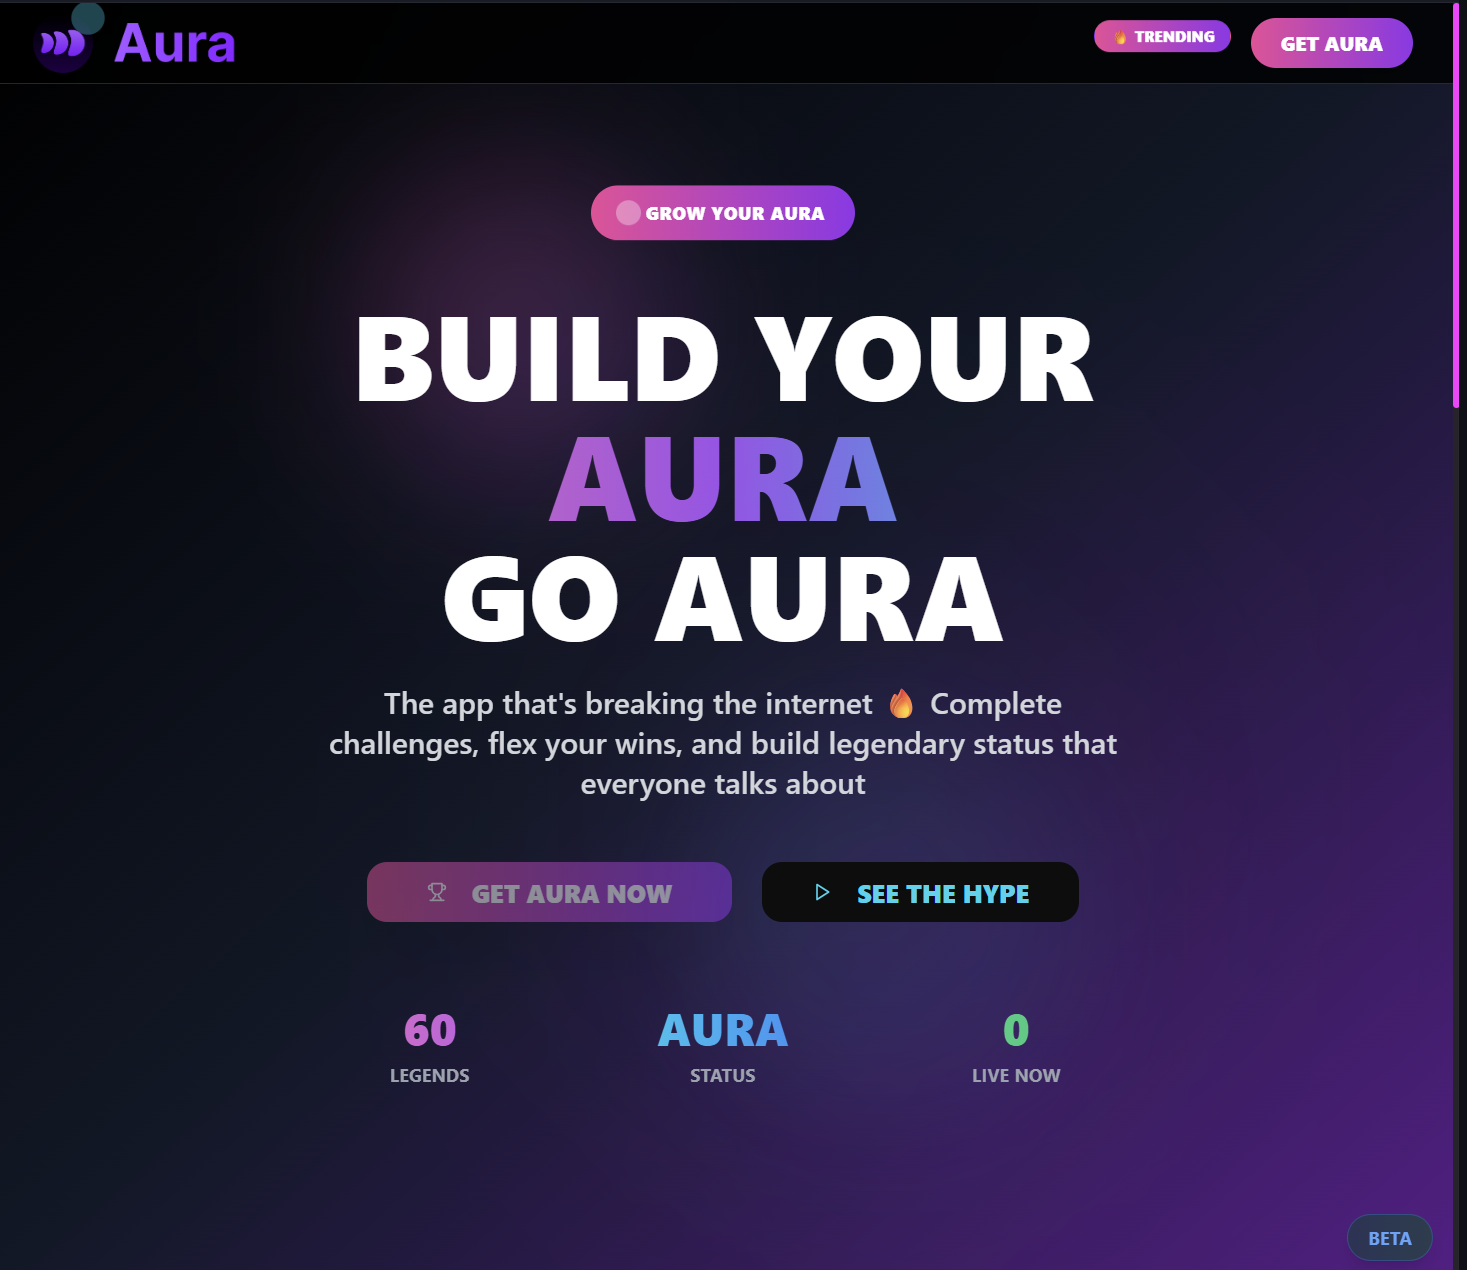 Aura
🔥 TRENDING
GET AURA
GROW YOUR AURA
BUILD YOUR
AURA
GO AURA
The app that's breaking the internet 🔥 Complete
challenges, flex your wins, and build legendary status that
everyone talks about
GET AURA NOW
SEE THE HYPE
60
LEGENDS
AURA
STATUS
0
LIVE NOW
BETA